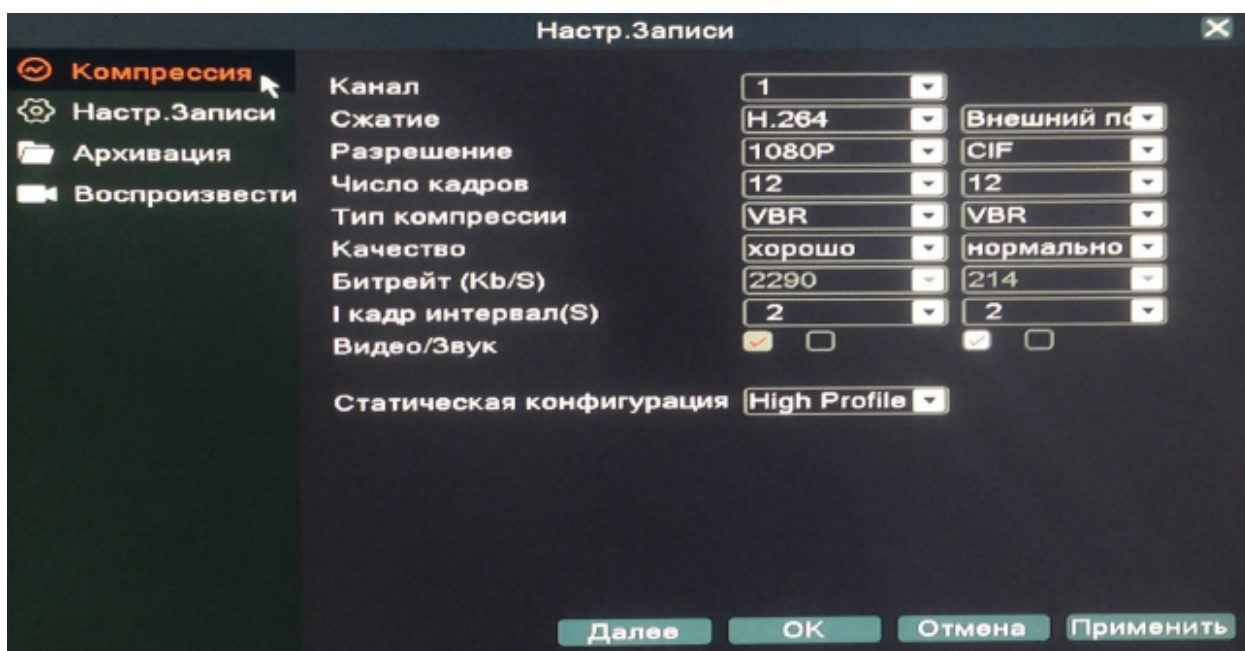 Настр.Записи
Компрессия
Настр.Записи
Архивация
Воспроизвести
Канал 1
Сжатие H.264 Внешний по
Разрешение 1080P CIF
Число кадров 12 12
Тип компрессии VBR VBR
Качество хорошо нормально
Битрейт (Kb/S) 2290 214
I кадр интервал(S) 2 2
Видео/Звук
Статическая конфигурация High Profile
Далее OK Отмена Применить